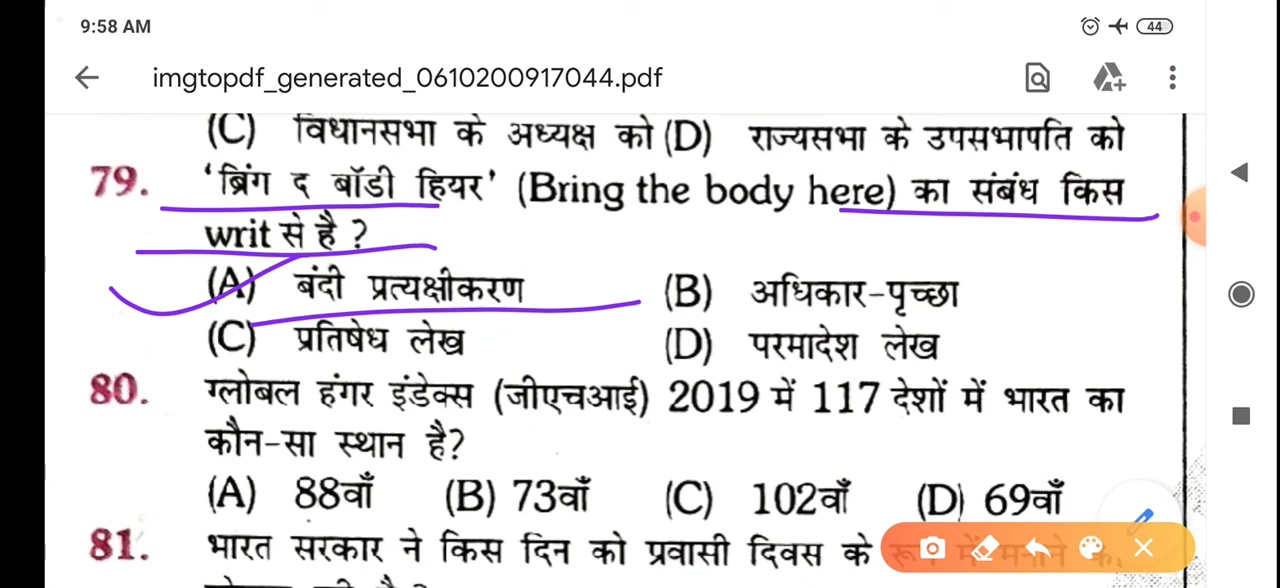 9:58 AM
44
imgtopdf_generated_0610200917044.pdf
(C) विधानसभा के अध्यक्ष को (D) राज्यसभा के उपसभापति को
79. 'ब्रिंग द बॉडी हियर' (Bring the body here) का संबंध किस
writ से है ?
(A) बंदी प्रत्यक्षीकरण (B) अधिकार-पृच्छा
(C) प्रतिषेध लेख (D) परमादेश लेख
80. ग्लोबल हंगर इंडेक्स (जीएचआई) 2019 में 117 देशों में भारत का
कौन-सा स्थान है?
(A) 88वाँ (B) 73वाँ (C) 102वाँ (D) 69वाँ
81. भारत सरकार ने किस दिन को प्रवासी दिवस के